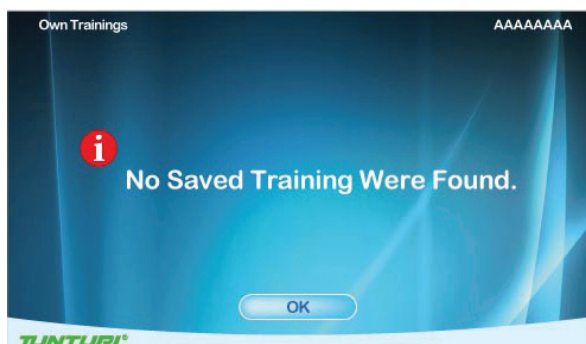 Own Trainings AAAAAAAA
i
No Saved Training Were Found.
OK
TUNTURI®